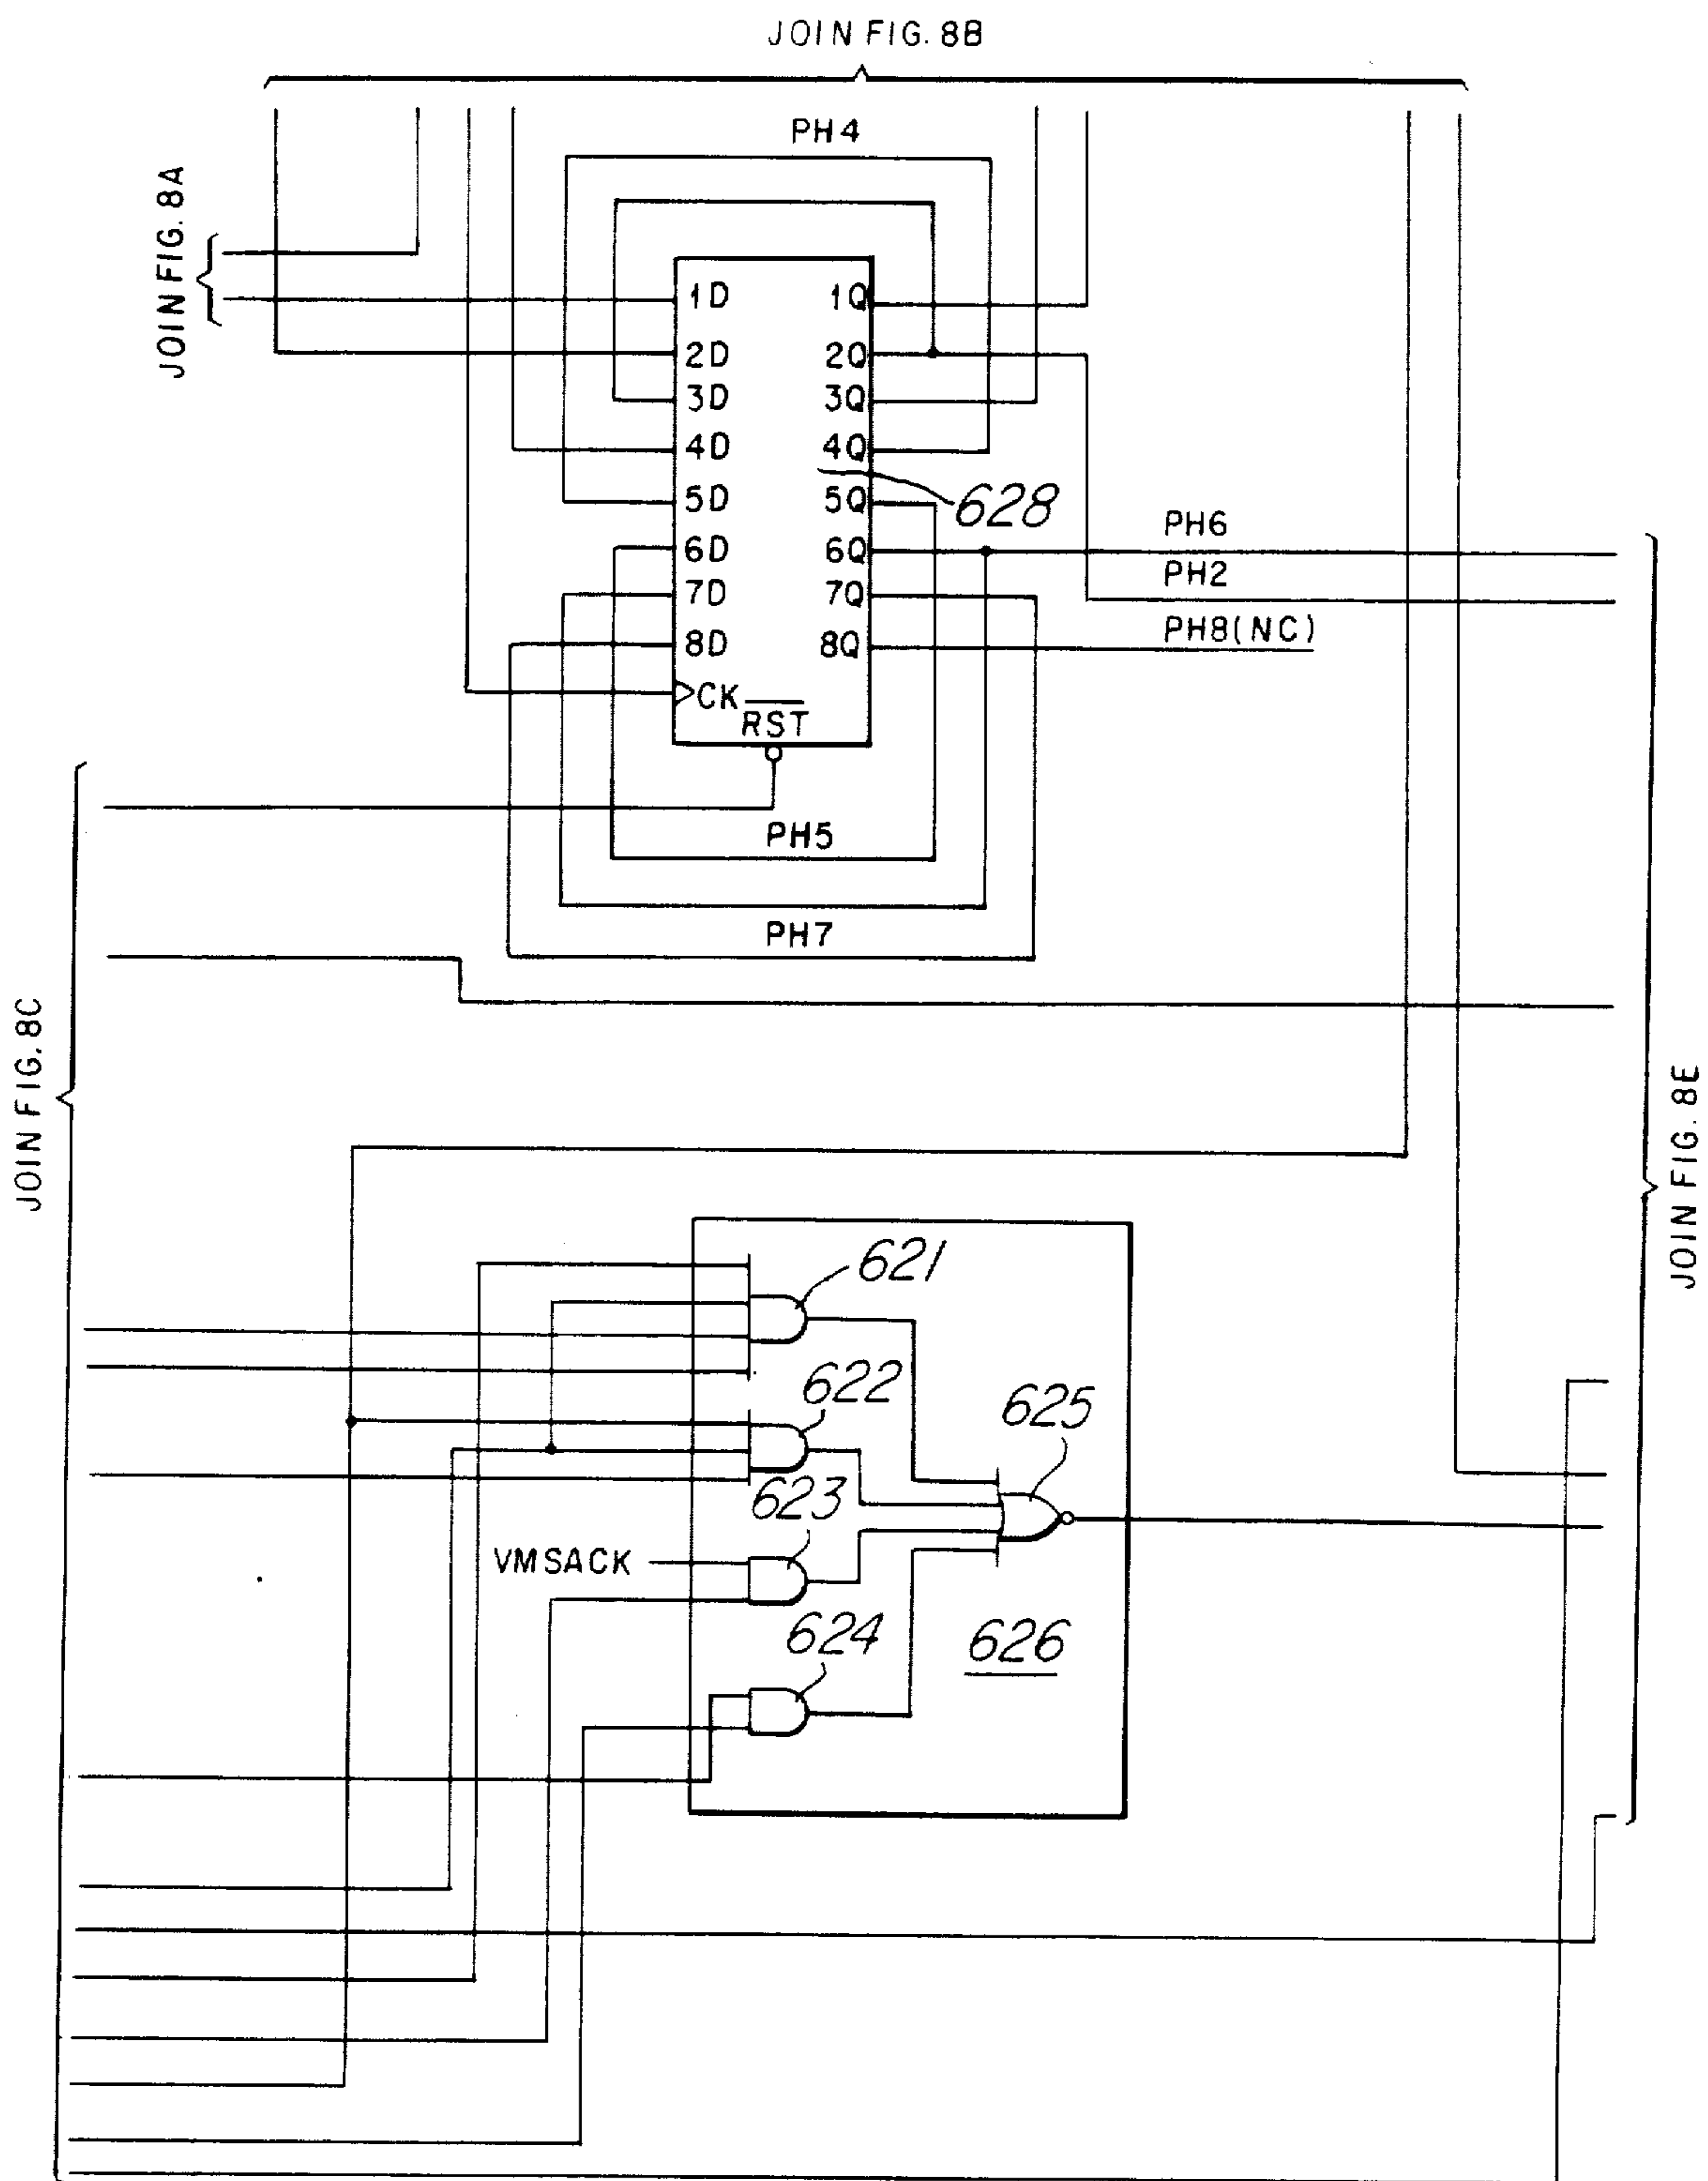 JOIN FIG. 8B
PH4
JOIN FIG. 8A
1D 1Q
2D 2Q
3D 3Q
4D 4Q
628
5D 5Q
PH6
6D 6Q
PH2
7D 7Q
PH8(NC)
8D 8Q
CK
RST
PH5
PH7
JOIN FIG. 8C
JOIN FIG. 8E
621
622
625
623
VMSACK
624
626